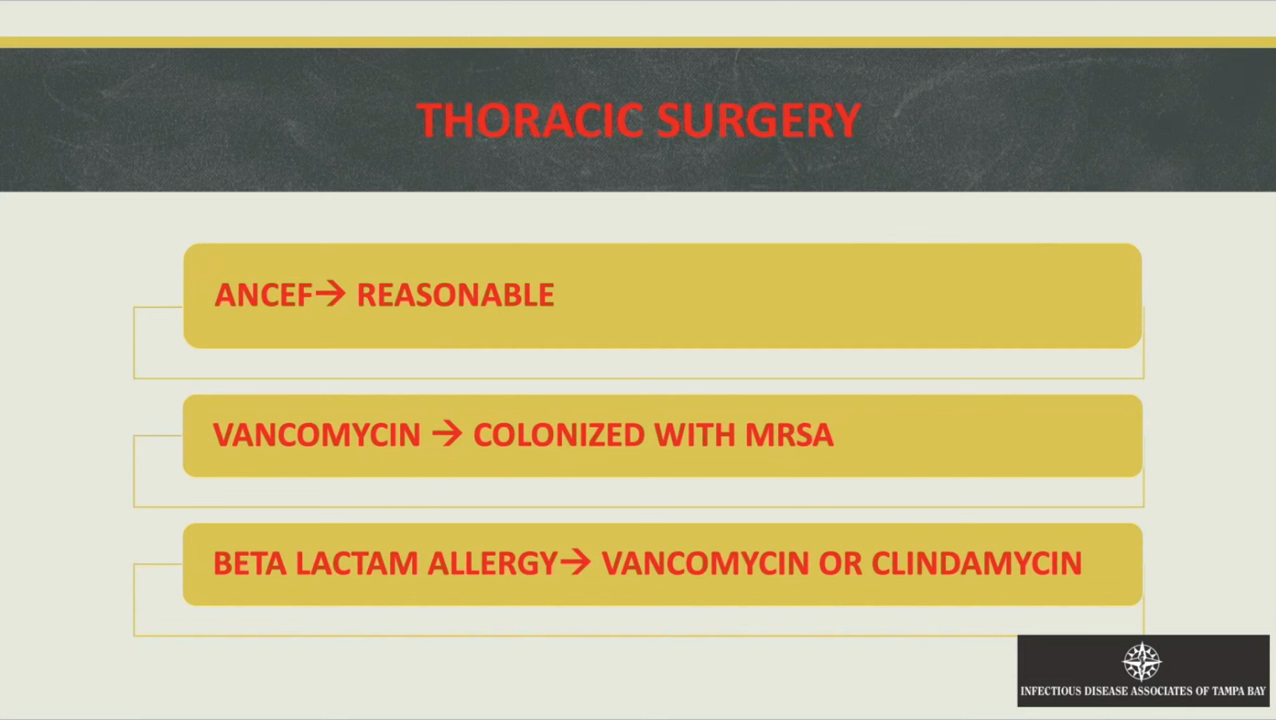 THORACIC SURGERY
ANCEF→ REASONABLE
VANCOMYCIN → COLONIZED WITH MRSA
BETA LACTAM ALLERGY→ VANCOMYCIN OR CLINDAMYCIN
INFECTIOUS DISEASE ASSOCIATES OF TAMPA BAY